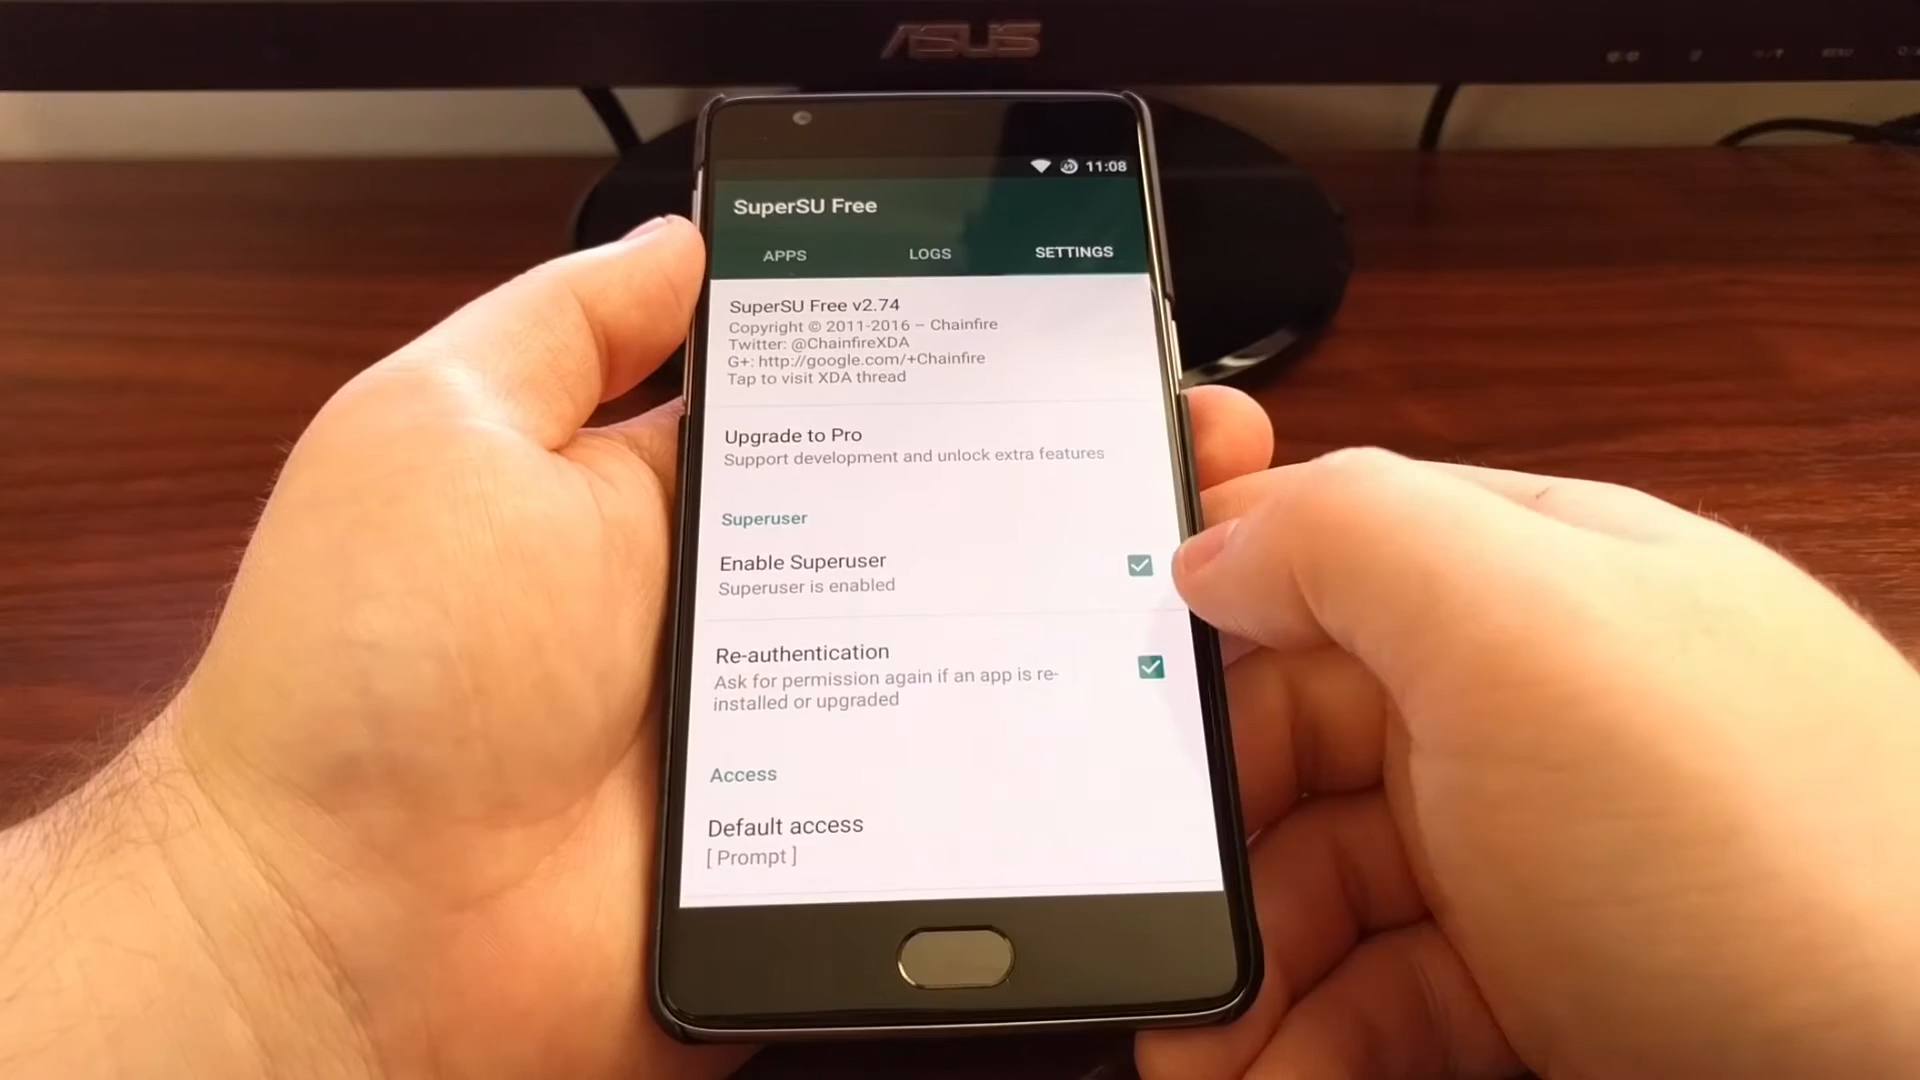 ASUS
MENU
11:08
SuperSU Free
APPS LOGS SETTINGS
SuperSU Free v2.74
Copyright © 2011-2016 – Chainfire
Twitter: @ChainfireXDA
G+: http://google.com/+Chainfire
Tap to visit XDA thread
Upgrade to Pro
Support development and unlock extra features
Superuser
Enable Superuser
Superuser is enabled
Re-authentication
Ask for permission again if an app is re-
installed or upgraded
Access
Default access
[ Prompt ]